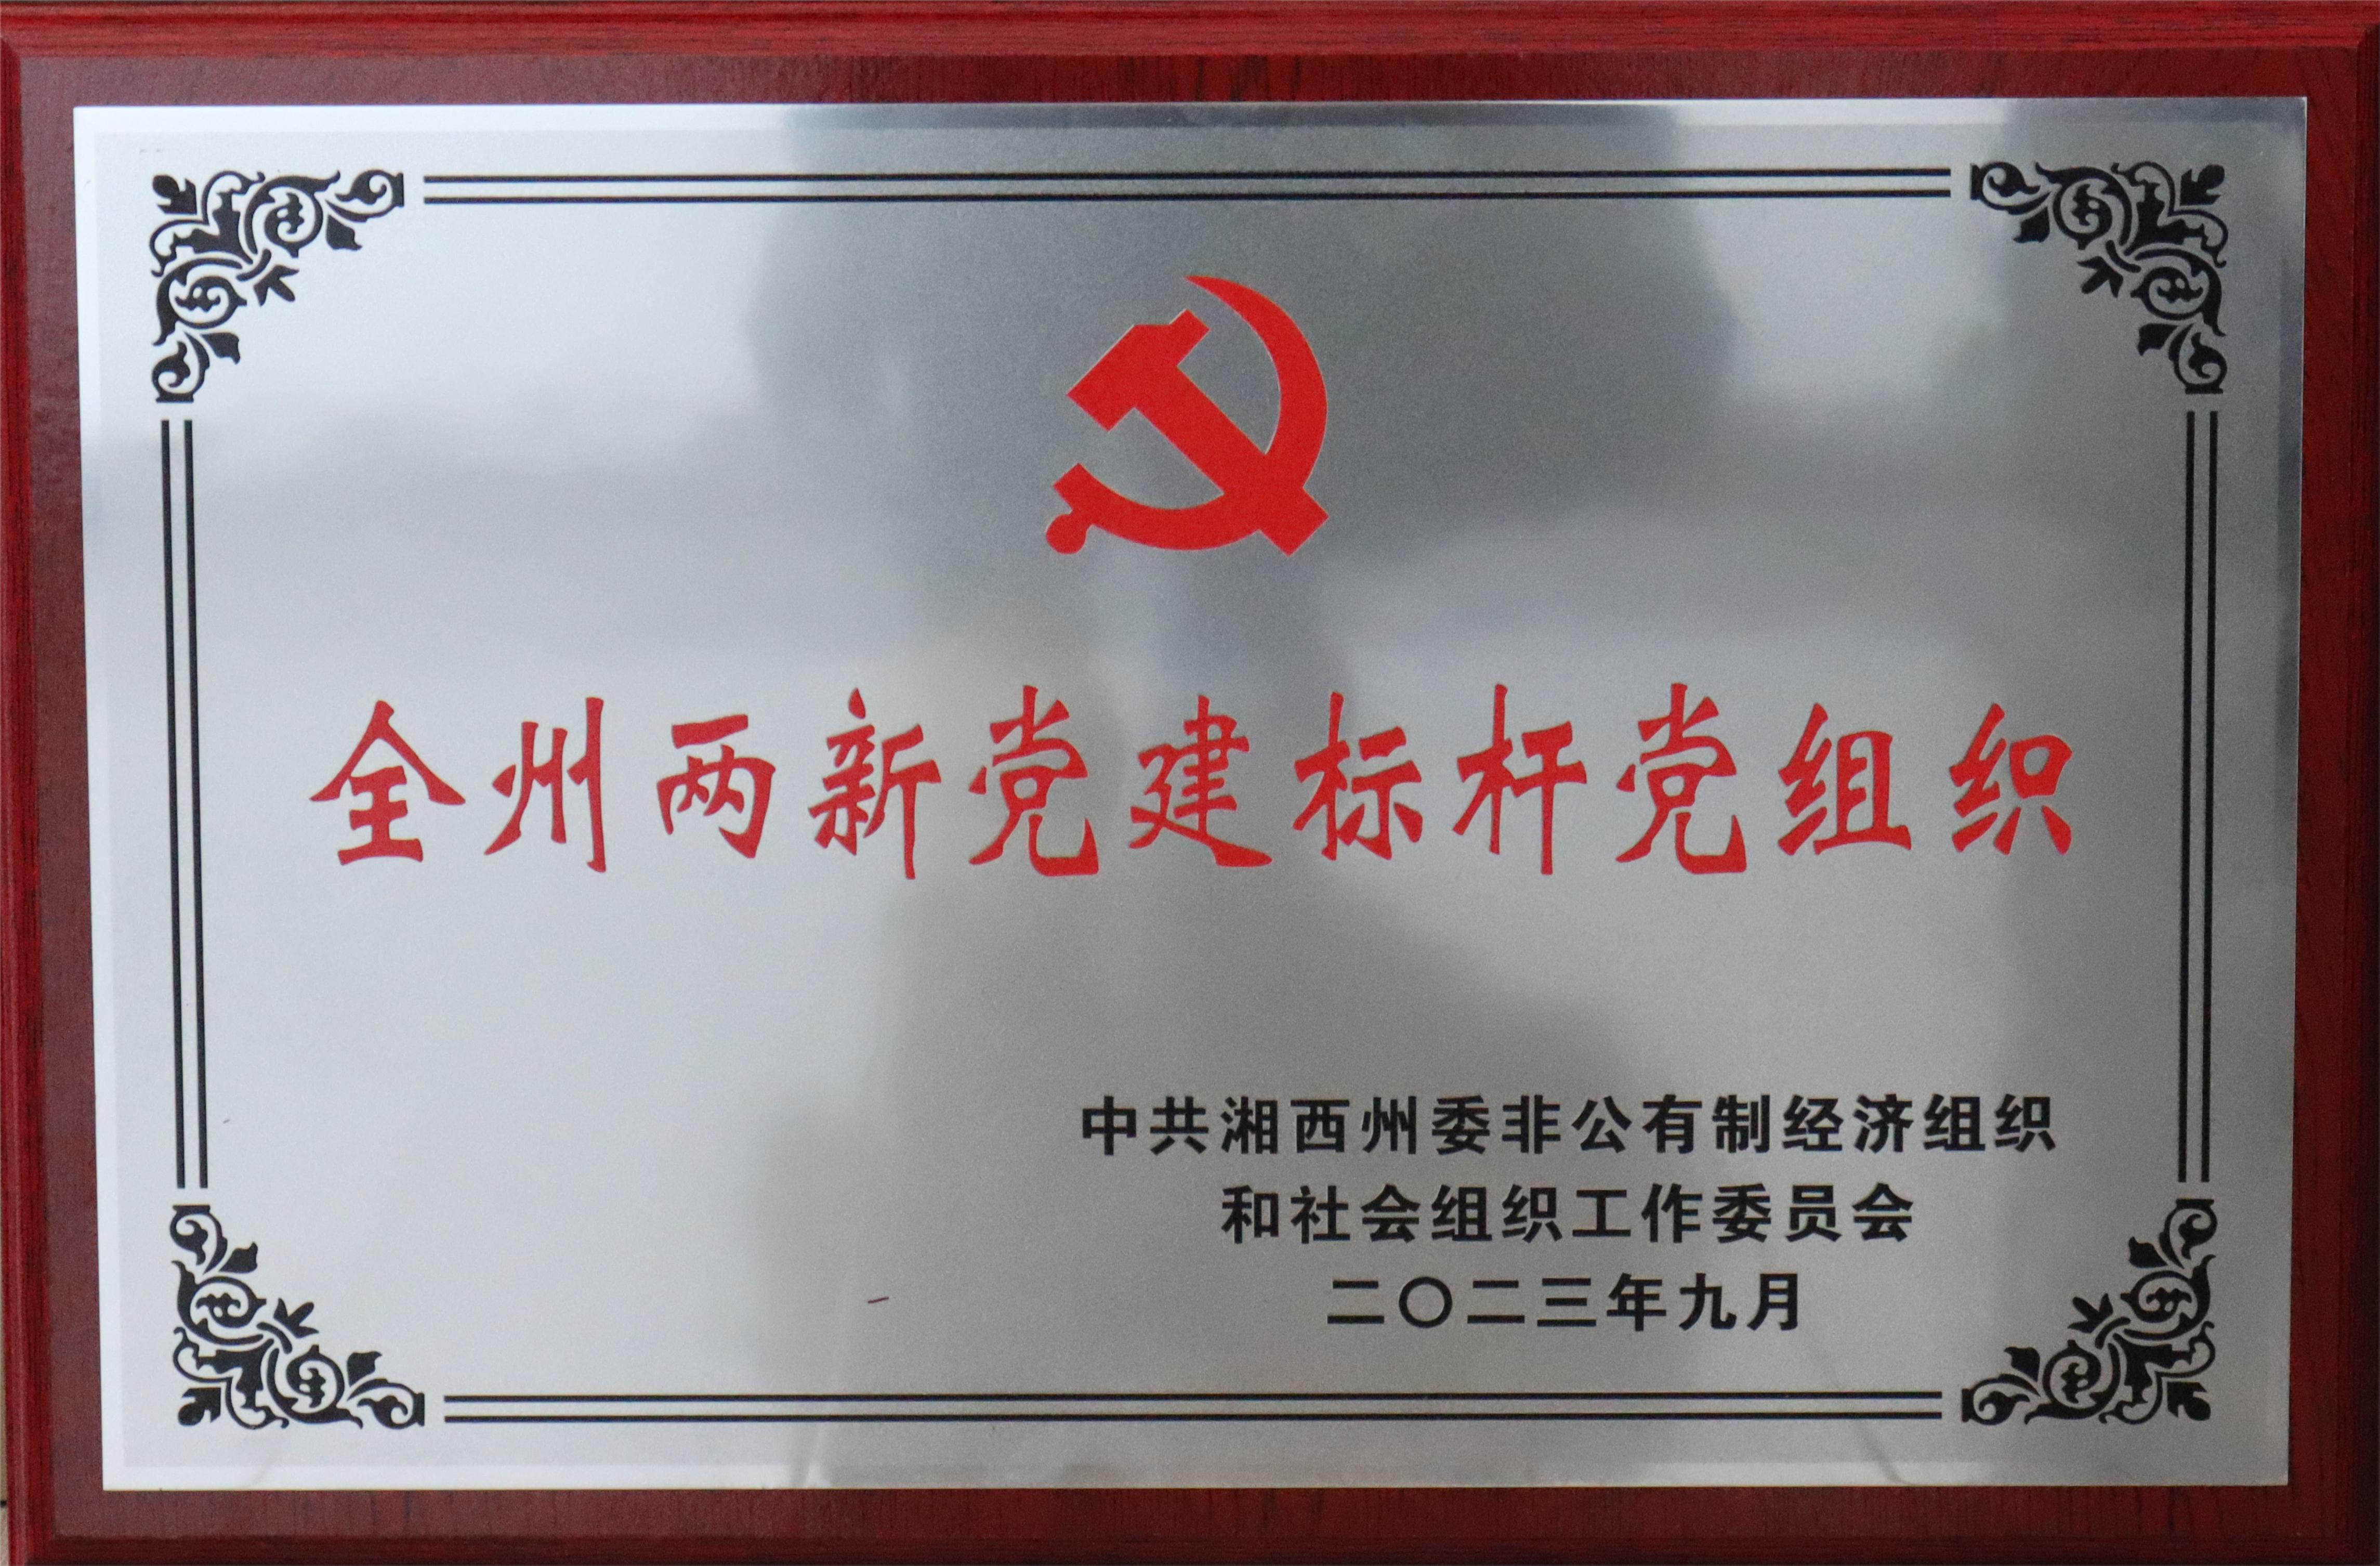 全州两新党建标杆党组织
中共湘西州委非公有制经济组织
和社会组织工作委员会
二〇二三年九月